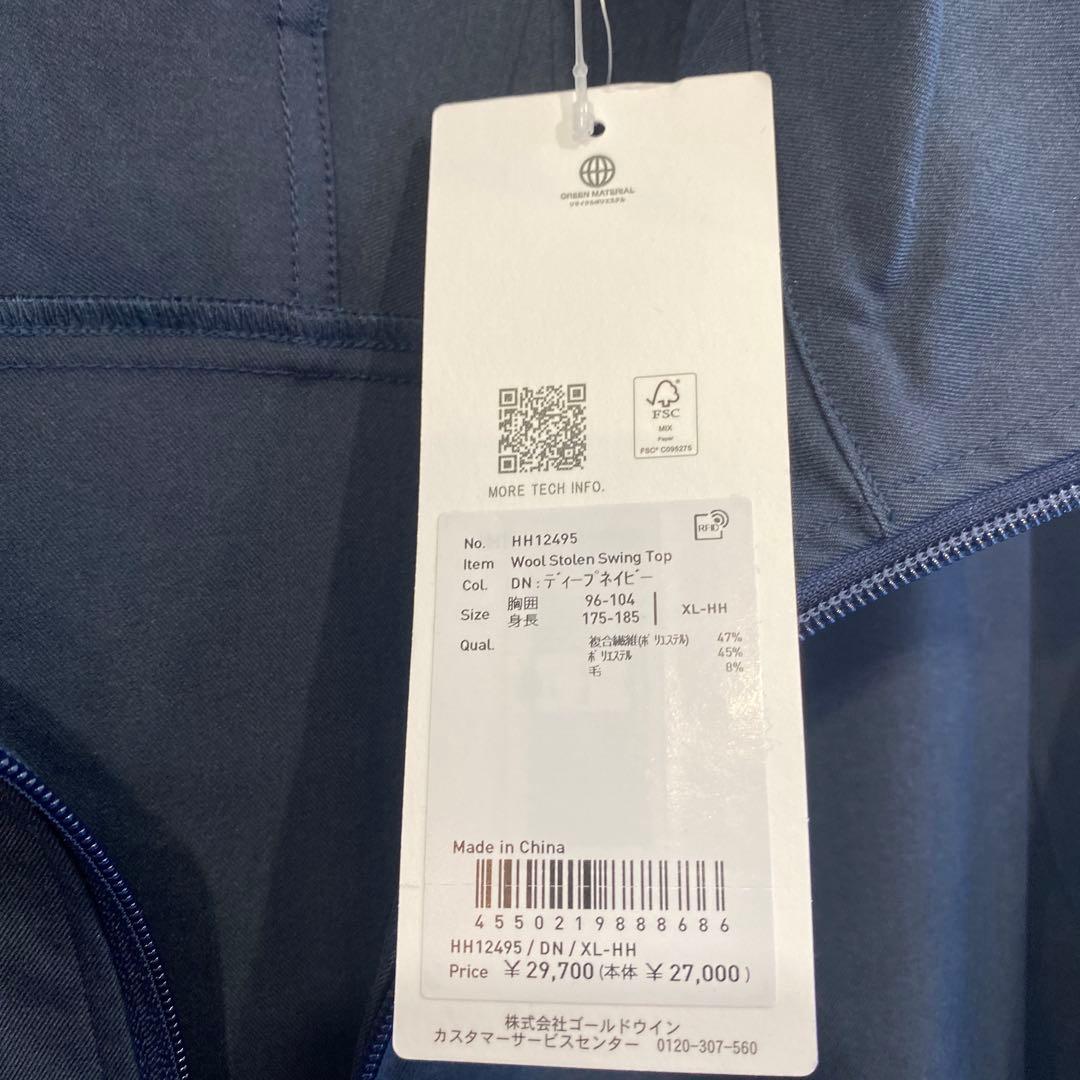 GREEN MATERIAL
リサイクルポリエステル
FSC
MIX
Paper
FSC® C095275
MORE TECH INFO.
RFID
No. HH12495
Item Wool Stolen Swing Top
Col. DN : ディープネイビー
Size 胸囲 96-104 XL-HH
身長 175-185
Qual. 複合繊維(ポリエステル) 47%
ポリエステル 45%
毛 8%
Made in China
4550219888686
HH12495 / DN / XL-HH
Price ¥ 29,700 (本体 ¥ 27,000 )
株式会社ゴールドウイン
カスタマーサービスセンター 0120-307-560